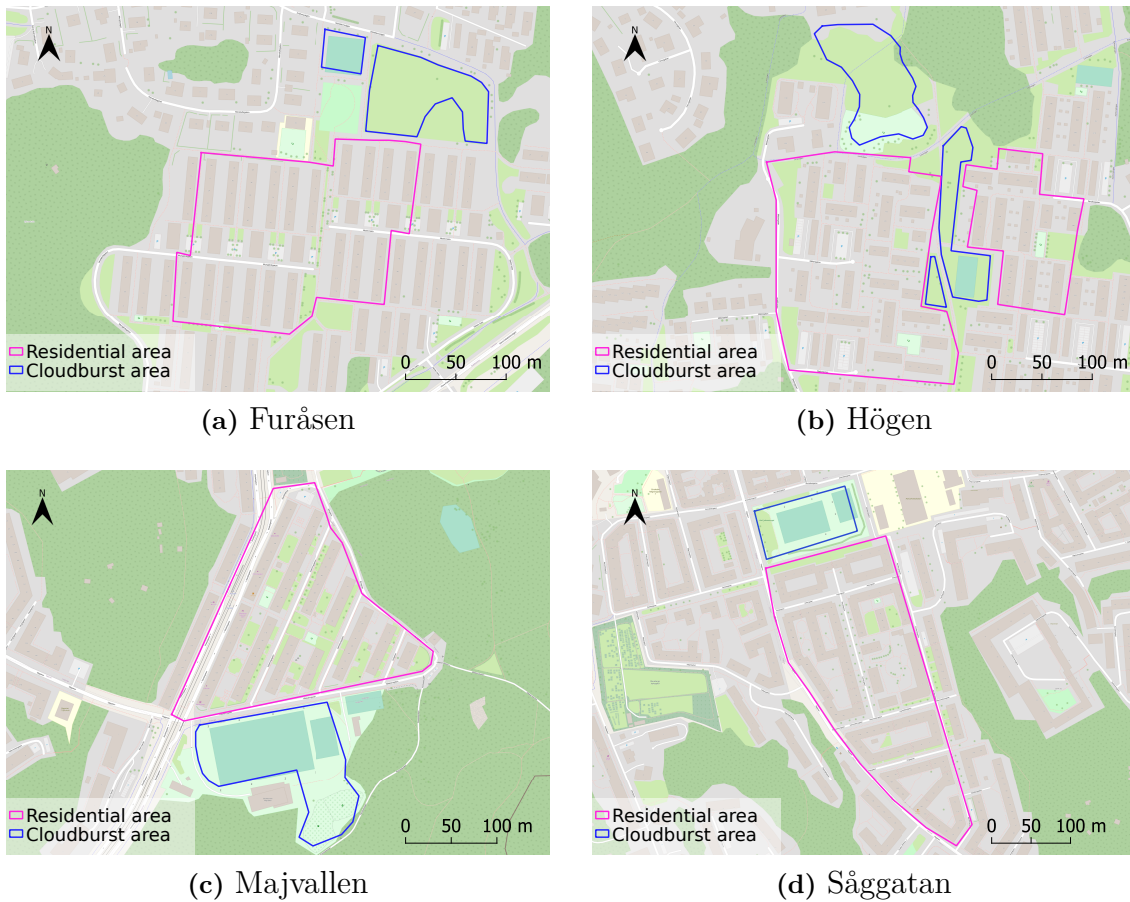 N
Residential area
Cloudburst area
0 50 100 m
(a) Furåsen
N
Residential area
Cloudburst area
0 50 100 m
(b) Högen
N
Residential area
Cloudburst area
0 50 100 m
(c) Majvallen
N
Residential area
Cloudburst area
0 50 100 m
(d) Såggatan